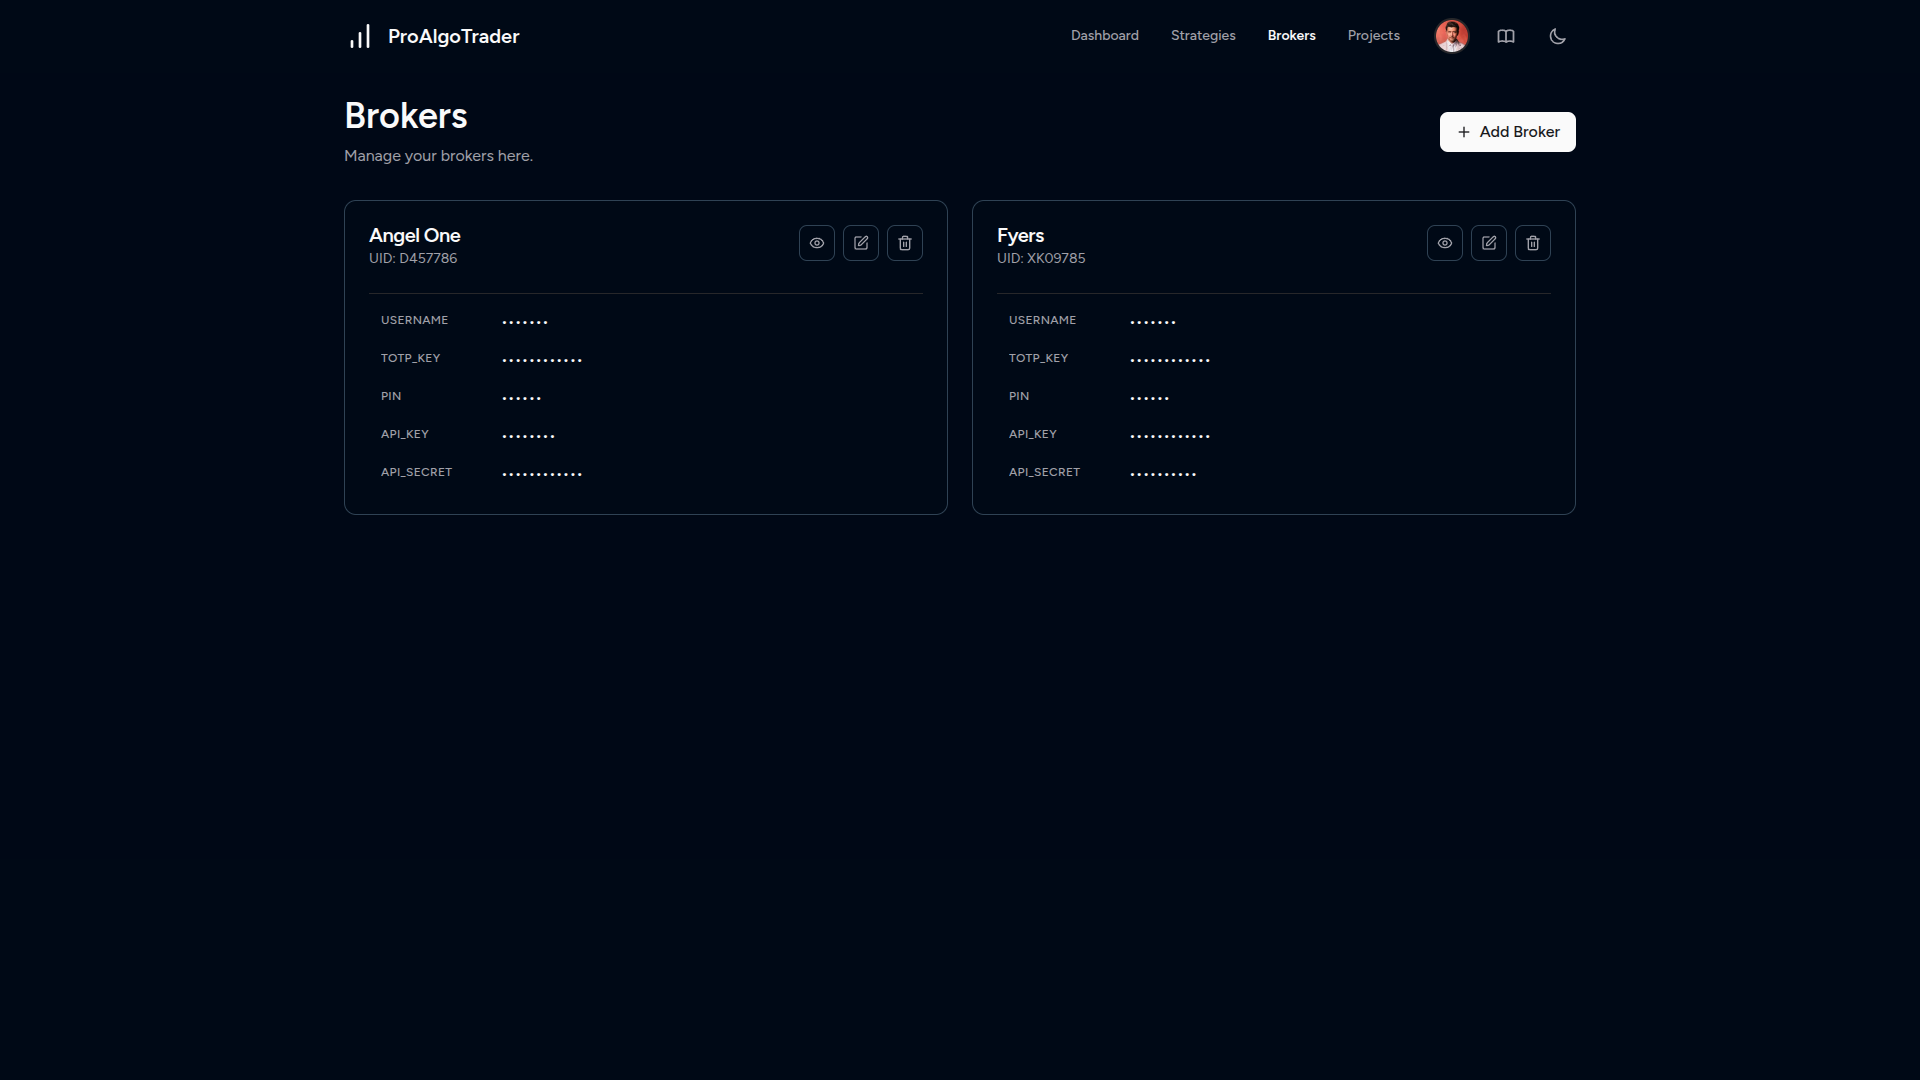 ProAlgoTrader
Dashboard Strategies Brokers Projects
Brokers
Manage your brokers here.
Add Broker
Angel One
UID: D457786
USERNAME •••••••
TOTP_KEY ••••••••••••
PIN ••••••
API_KEY ••••••••
API_SECRET ••••••••••••
Fyers
UID: XK09785
USERNAME •••••••
TOTP_KEY ••••••••••••
PIN ••••••
API_KEY ••••••••••••
API_SECRET ••••••••••